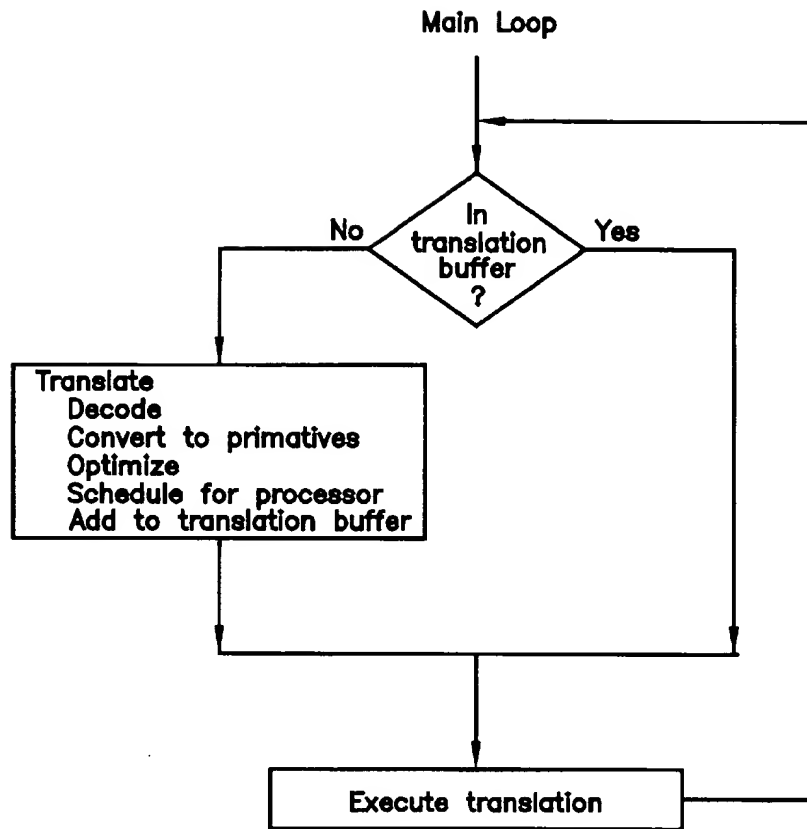 Main Loop
In
translation
buffer
?
No
Yes
Translate
Decode
Convert to primatives
Optimize
Schedule for processor
Add to translation buffer
Execute translation